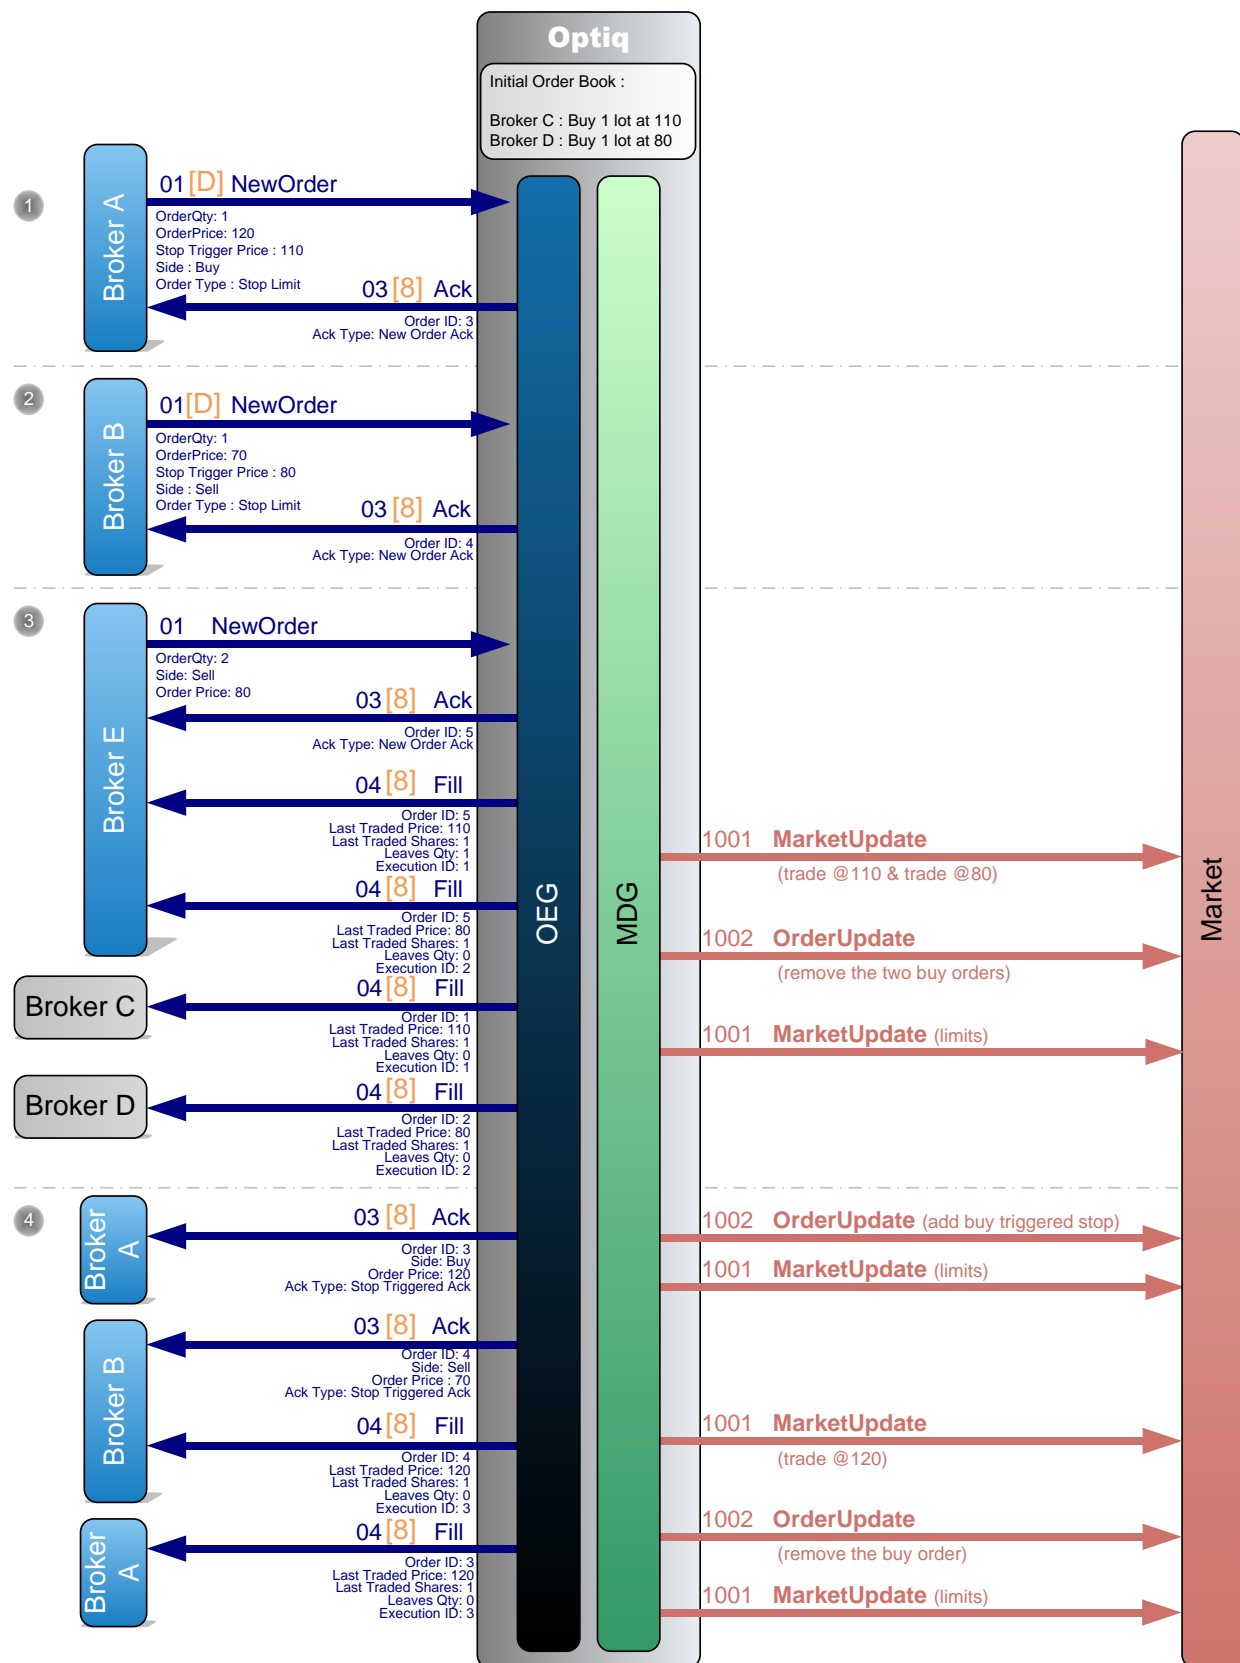 Optiq
Initial Order Book :
Broker C : Buy 1 lot at 110
Broker D : Buy 1 lot at 80
OEG
MDG
Market
1
Broker A
01 [D] NewOrder
OrderQty: 1
OrderPrice: 120
Stop Trigger Price : 110
Side : Buy
Order Type : Stop Limit
03 [8] Ack
Order ID: 3
Ack Type: New Order Ack
2
Broker B
01 [D] NewOrder
OrderQty: 1
OrderPrice: 70
Stop Trigger Price : 80
Side : Sell
Order Type : Stop Limit
03 [8] Ack
Order ID: 4
Ack Type: New Order Ack
3
Broker E
01 NewOrder
OrderQty: 2
Side: Sell
Order Price: 80
03 [8] Ack
Order ID: 5
Ack Type: New Order Ack
04 [8] Fill
Order ID: 5
Last Traded Price: 110
Last Traded Shares: 1
Leaves Qty: 1
Execution ID: 1
1001 MarketUpdate
(trade @110 & trade @80)
04 [8] Fill
Order ID: 5
Last Traded Price: 80
Last Traded Shares: 1
Leaves Qty: 0
Execution ID: 2
1002 OrderUpdate
(remove the two buy orders)
Broker C
04 [8] Fill
Order ID: 1
Last Traded Price: 110
Last Traded Shares: 1
Leaves Qty: 0
Execution ID: 1
1001 MarketUpdate (limits)
Broker D
04 [8] Fill
Order ID: 2
Last Traded Price: 80
Last Traded Shares: 1
Leaves Qty: 0
Execution ID: 2
4
Broker
A
03 [8] Ack
Order ID: 3
Side: Buy
Order Price: 120
Ack Type: Stop Triggered Ack
1002 OrderUpdate (add buy triggered stop)
1001 MarketUpdate (limits)
Broker B
03 [8] Ack
Order ID: 4
Side: Sell
Order Price : 70
Ack Type: Stop Triggered Ack
04 [8] Fill
Order ID: 4
Last Traded Price: 120
Last Traded Shares: 1
Leaves Qty: 0
Execution ID: 3
1001 MarketUpdate
(trade @120)
Broker
A
04 [8] Fill
Order ID: 3
Last Traded Price: 120
Last Traded Shares: 1
Leaves Qty: 0
Execution ID: 3
1002 OrderUpdate
(remove the buy order)
1001 MarketUpdate (limits)